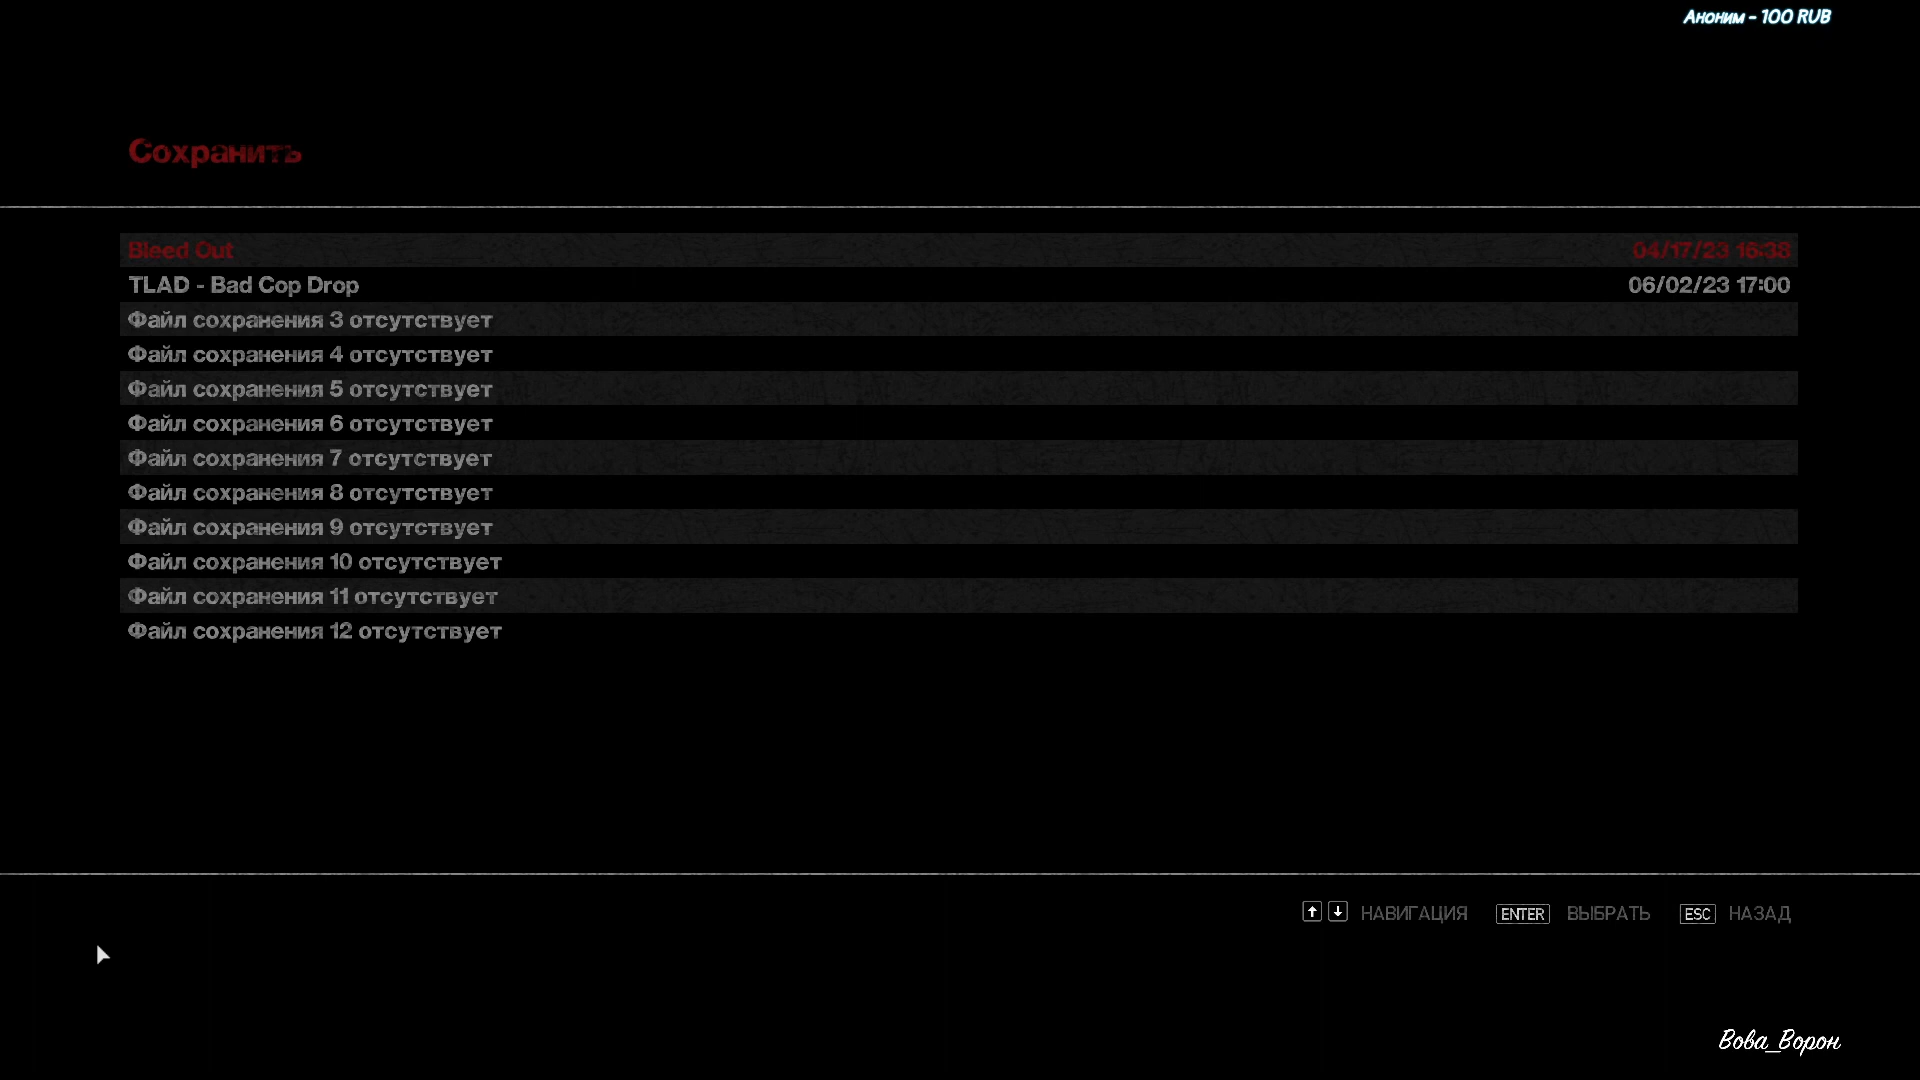 Аноним - 100 RUB
Сохранить
Bleed Out 04/17/23 16:38
TLAD - Bad Cop Drop 06/02/23 17:00
Файл сохранения 3 отсутствует
Файл сохранения 4 отсутствует
Файл сохранения 5 отсутствует
Файл сохранения 6 отсутствует
Файл сохранения 7 отсутствует
Файл сохранения 8 отсутствует
Файл сохранения 9 отсутствует
Файл сохранения 10 отсутствует
Файл сохранения 11 отсутствует
Файл сохранения 12 отсутствует
НАВИГАЦИЯ ENTER ВЫБРАТЬ ESC НАЗАД
Вова_Ворон